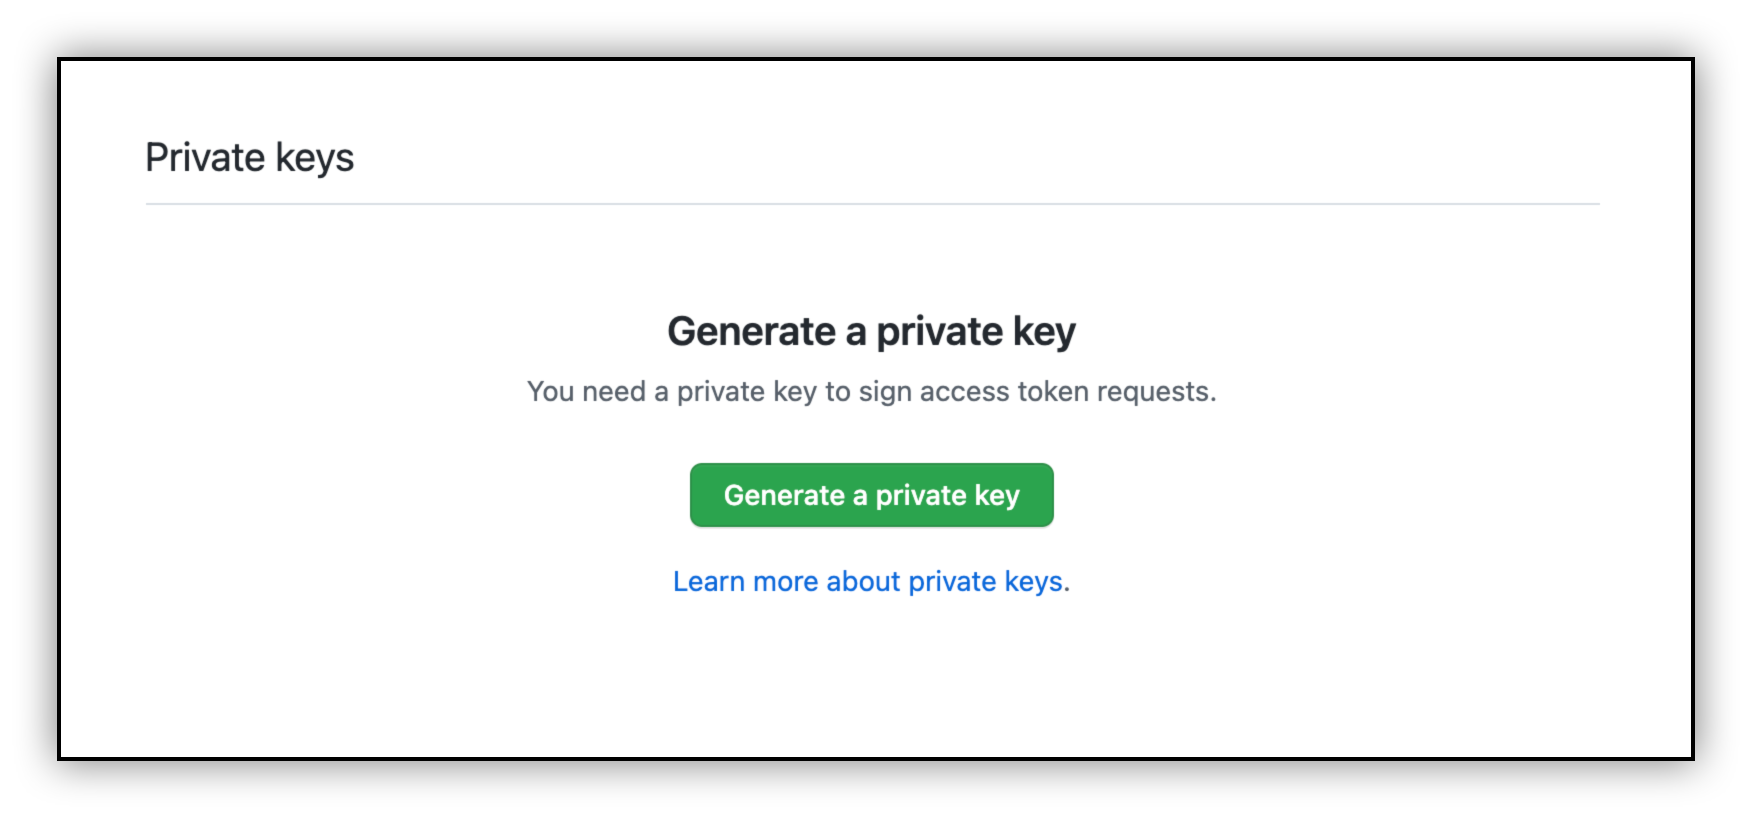 Private keys
Generate a private key
You need a private key to sign access token requests.
Generate a private key
Learn more about private keys.